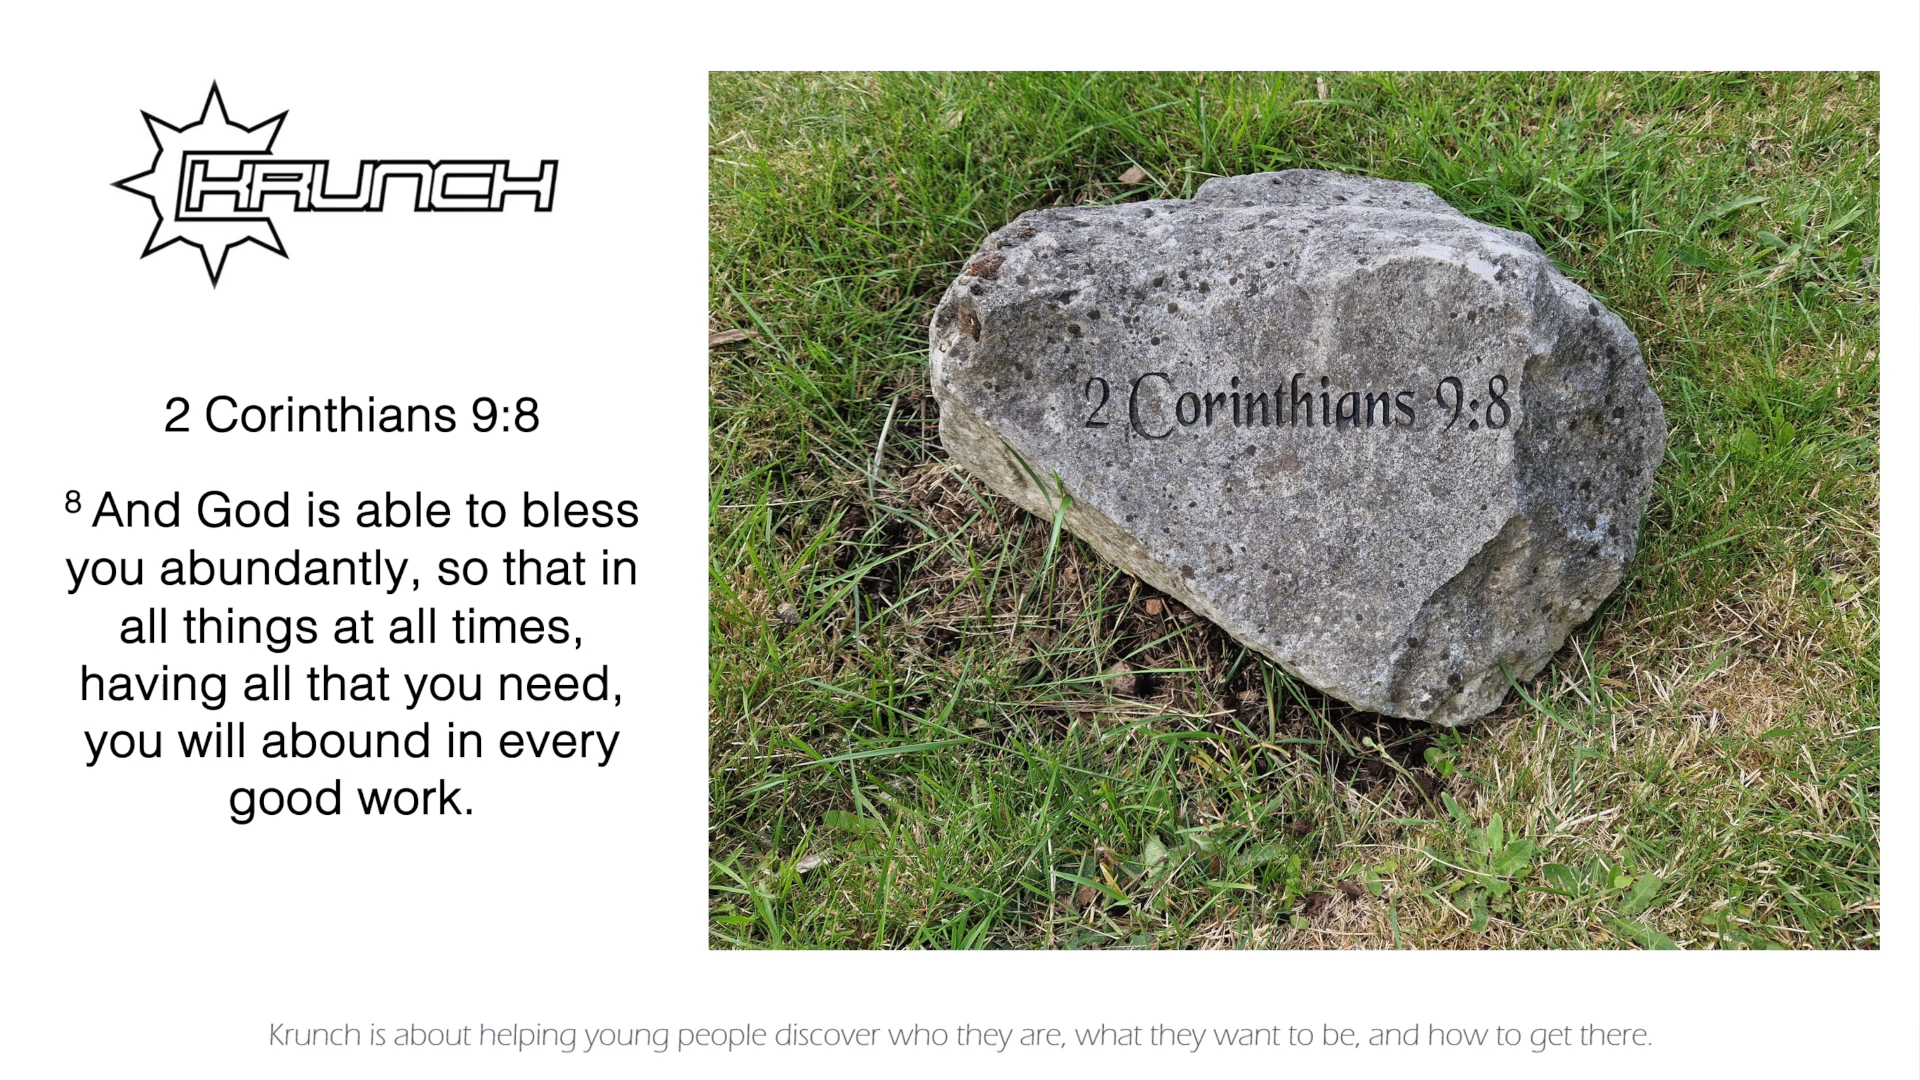 KRUNCH
2 Corinthians 9:8
8 And God is able to bless
you abundantly, so that in
all things at all times,
having all that you need,
you will abound in every
good work.
2 Corinthians 9:8
Krunch is about helping young people discover who they are, what they want to be, and how to get there.